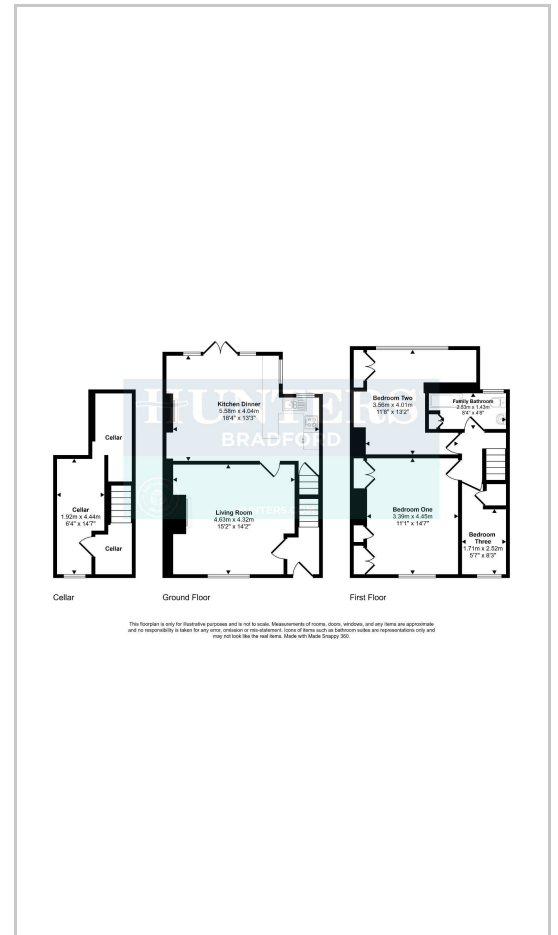 HUNTERS
BRADFORD
Cellar
Cellar
1.92m x 4.44m
6'4" x 14'7"
Cellar
Cellar
Kitchen Dinner
5.58m x 4.04m
18'4" x 13'3"
Living Room
4.63m x 4.32m
15'2" x 14'2"
Ground Floor
Bedroom Two
3.56m x 4.01m
11'8" x 13'2"
Family Bathroom
2.53m x 1.43m
8'4" x 4'8"
Bedroom One
3.39m x 4.45m
11'1" x 14'7"
Bedroom
Three
1.71m x 2.52m
5'7" x 8'3"
First Floor
This floorplan is only for illustrative purposes and is not to scale. Measurements of rooms, doors, windows, and any items are approximate
and no responsibility is taken for any error, omission or mis-statement. Icons of items such as bathroom suites are representations only and
may not look like the real items. Made with Made Snappy 360.